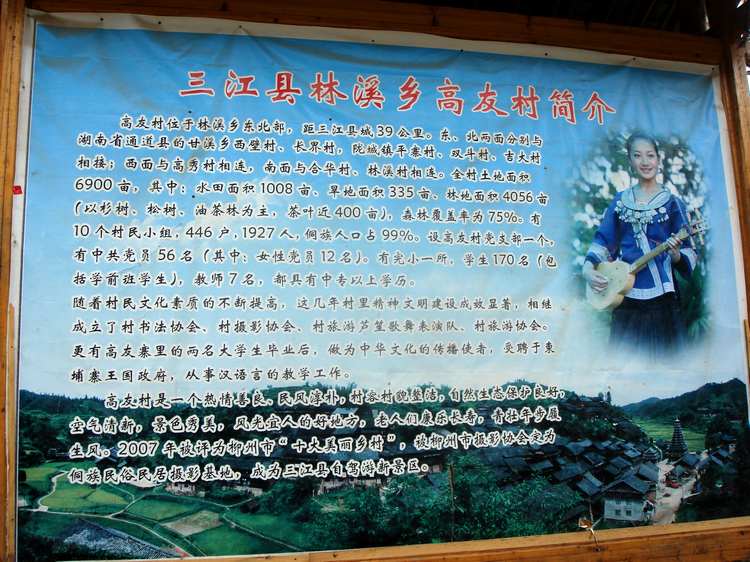 三江县林溪乡高友村简介
高友村位于林溪乡东北部，距三江县城39公里。东、北两面分别与
湖南省通道县的甘溪乡西壁村、长界村，陇城镇平寨村、双斗村、吉夫村
相接；西面与高秀村相连，南面与合华村、林溪村相连。全村土地面积
6900亩，其中：水田面积1008亩、旱地面积335亩、林地面积4056亩
（以杉树、松树、油茶林为主，茶叶近400亩），森林覆盖率为75%。有
10个村民小组，446户，1927人，侗族人口占99%。设高友村党支部一个，
有中共党员56名（其中：女性党员12名）。有完小一所，学生170名（包
括学前班学生），教师7名，都具有中专以上学历。
随着村民文化素质的不断提高，这几年村里精神文明建设成效显著，相继
成立了村书法协会、村摄影协会、村旅游芦笙歌舞表演队、村旅游协会。
更有高友寨里的两名大学生毕业后，做为中华文化的传播使者，受聘于柬
埔寨王国政府，从事汉语言的教学工作。
高友村是一个热情善良、民风淳朴，村容村貌整洁，自然生态保护良好，
空气清新，景色秀美，风光宜人的好地方，老人们康乐长寿，青壮年步履
生风。2007年被评为柳州市“十大美丽乡村”，被柳州市摄影协会定为
侗族民俗民居摄影基地，成为三江县自驾游新景区。